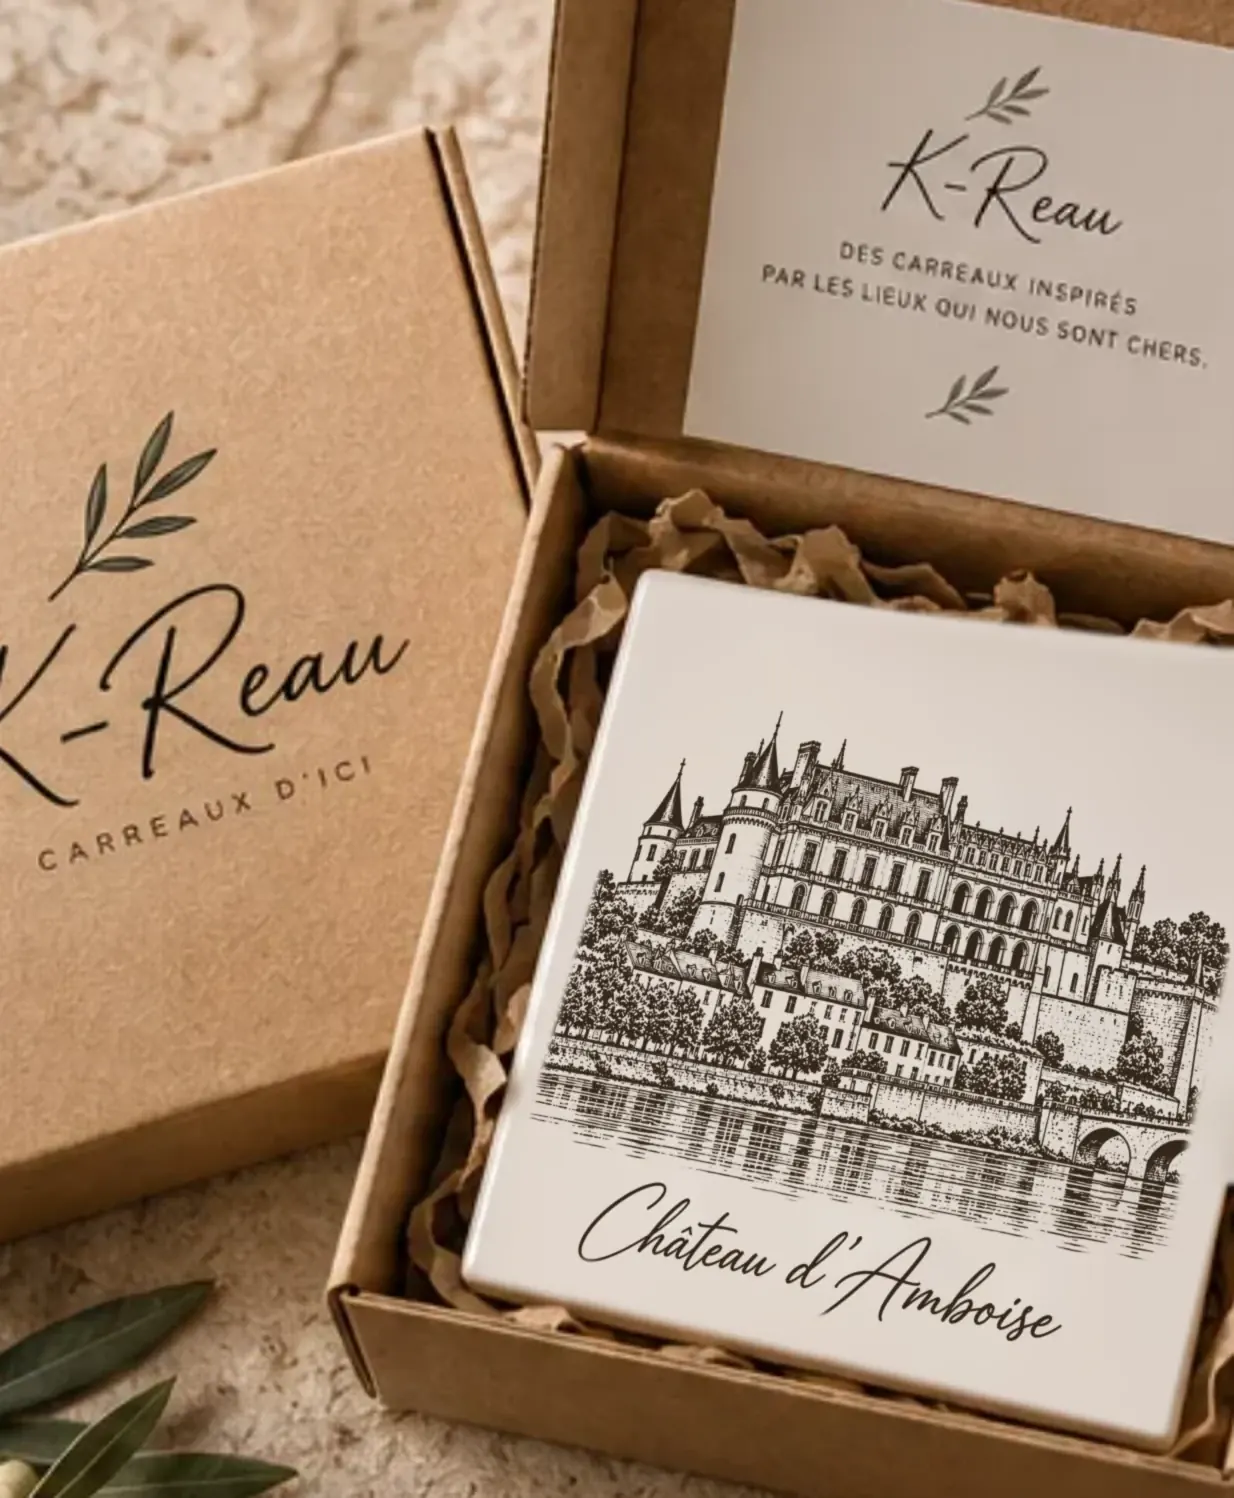 K-Reau
CARREAUX D'ICI
K-Reau
DES CARREAUX INSPIRÉS
PAR LES LIEUX QUI NOUS SONT CHERS.
Château d'Amboise